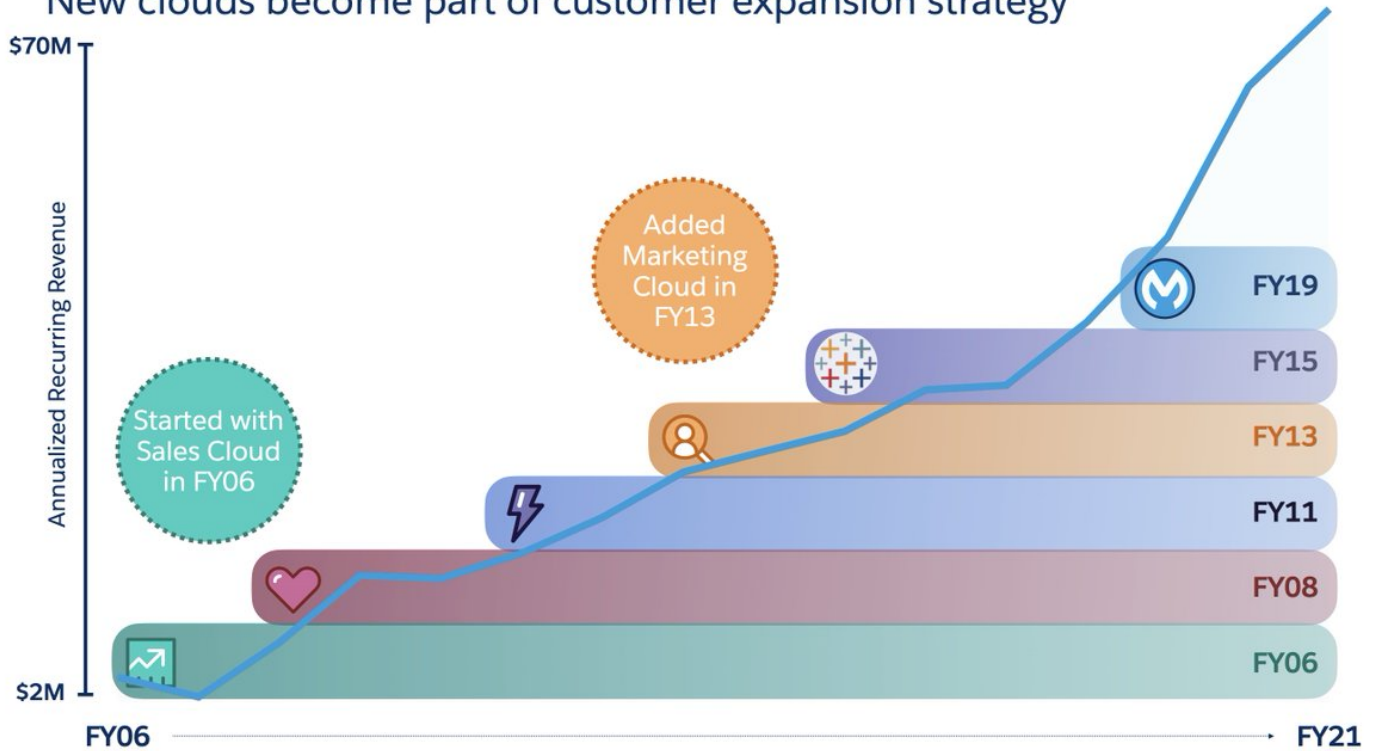 New clouds become part of customer expansion strategy
$70M
Annualized Recurring Revenue
Added
Marketing
Cloud in
FY13
Started with
Sales Cloud
in FY06
FY19
FY15
FY13
FY11
FY08
FY06
$2M
FY06
FY21